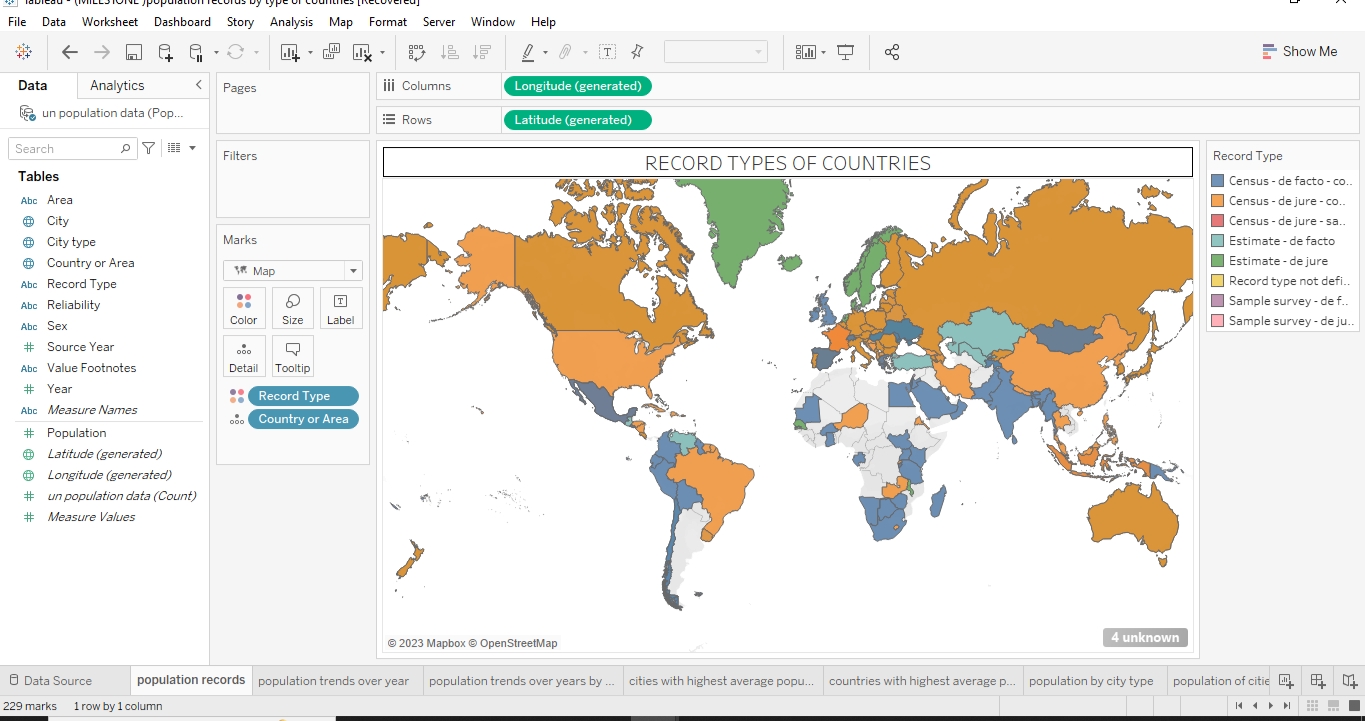 Tableau - (MILESTONE )population records by type of countries [Recovered]
File Data Worksheet Dashboard Story Analysis Map Format Server Window Help
Show Me
Data Analytics
un population data (Pop...
Search
Tables
Abc Area
City
City type
Country or Area
Abc Record Type
Abc Reliability
Abc Sex
Source Year
Abc Value Footnotes
Year
Abc Measure Names
Population
Latitude (generated)
Longitude (generated)
un population data (Count)
Measure Values
Pages
Filters
Marks
Map
Color Size Label
Detail Tooltip
Record Type
Country or Area
Columns Longitude (generated)
Rows Latitude (generated)
RECORD TYPES OF COUNTRIES
© 2023 Mapbox © OpenStreetMap
4 unknown
Record Type
Census - de facto - co..
Census - de jure - co..
Census - de jure - sa..
Estimate - de facto
Estimate - de jure
Record type not defi..
Sample survey - de f..
Sample survey - de ju..
Data Source population records population trends over year population trends over years by ... cities with highest average popu... countries with highest average p... population by city type population of citie
229 marks 1 row by 1 column